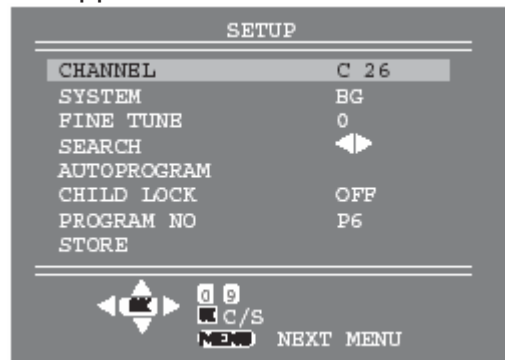 SETUP
CHANNEL C 26
SYSTEM BG
FINE TUNE 0
SEARCH
AUTOPROGRAM
CHILD LOCK OFF
PROGRAM NO P6
STORE
0 9
C/S
MENU NEXT MENU